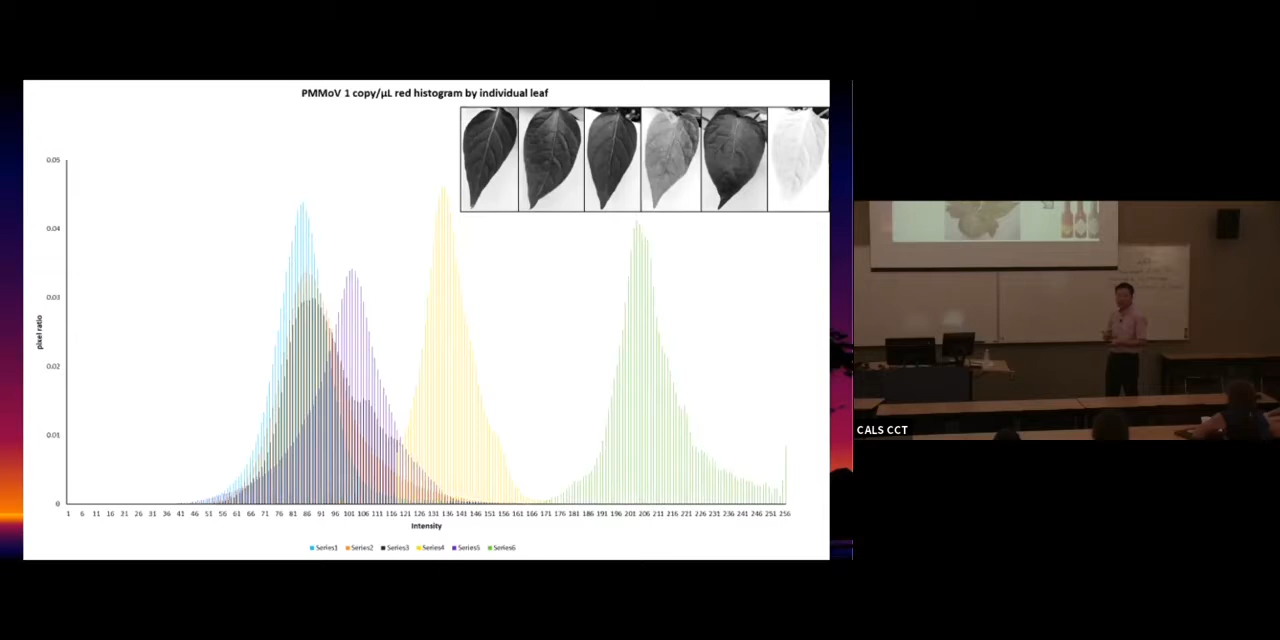 PMMoV 1 copy/µL red histogram by individual leaf
0.05
0.04
0.03
0.02
0.01
0
pixel ratio
1 6 11 16 21 26 31 36 41 46 51 56 61 66 71 76 81 86 91 96 101 106 111 116 121 126 131 136 141 146 151 156 161 166 171 176 181 186 191 196 201 206 211 216 221 226 231 236 241 246 251 256
Intensity
Series1 Series2 Series3 Series4 Series5 Series6
CALS CCT